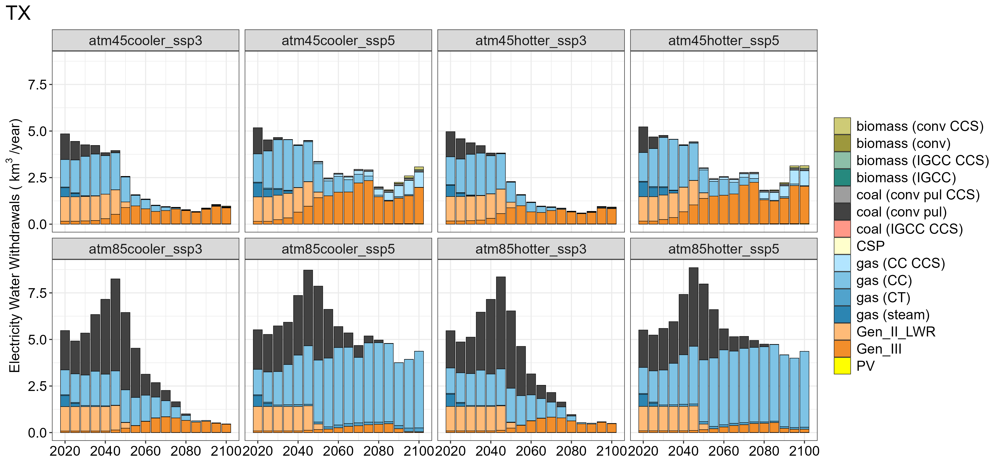 TX
atm45cooler_ssp3
atm45cooler_ssp5
atm45hotter_ssp3
atm45hotter_ssp5
7.5
5.0
2.5
0.0
Electricity Water Withdrawals ( km³ /year)
atm85cooler_ssp3
atm85cooler_ssp5
atm85hotter_ssp3
atm85hotter_ssp5
7.5
5.0
2.5
0.0
2020 2040 2060 2080 2100
2020 2040 2060 2080 2100
2020 2040 2060 2080 2100
2020 2040 2060 2080 2100
biomass (conv CCS)
biomass (conv)
biomass (IGCC CCS)
biomass (IGCC)
coal (conv pul CCS)
coal (conv pul)
coal (IGCC CCS)
CSP
gas (CC CCS)
gas (CC)
gas (CT)
gas (steam)
Gen_II_LWR
Gen_III
PV